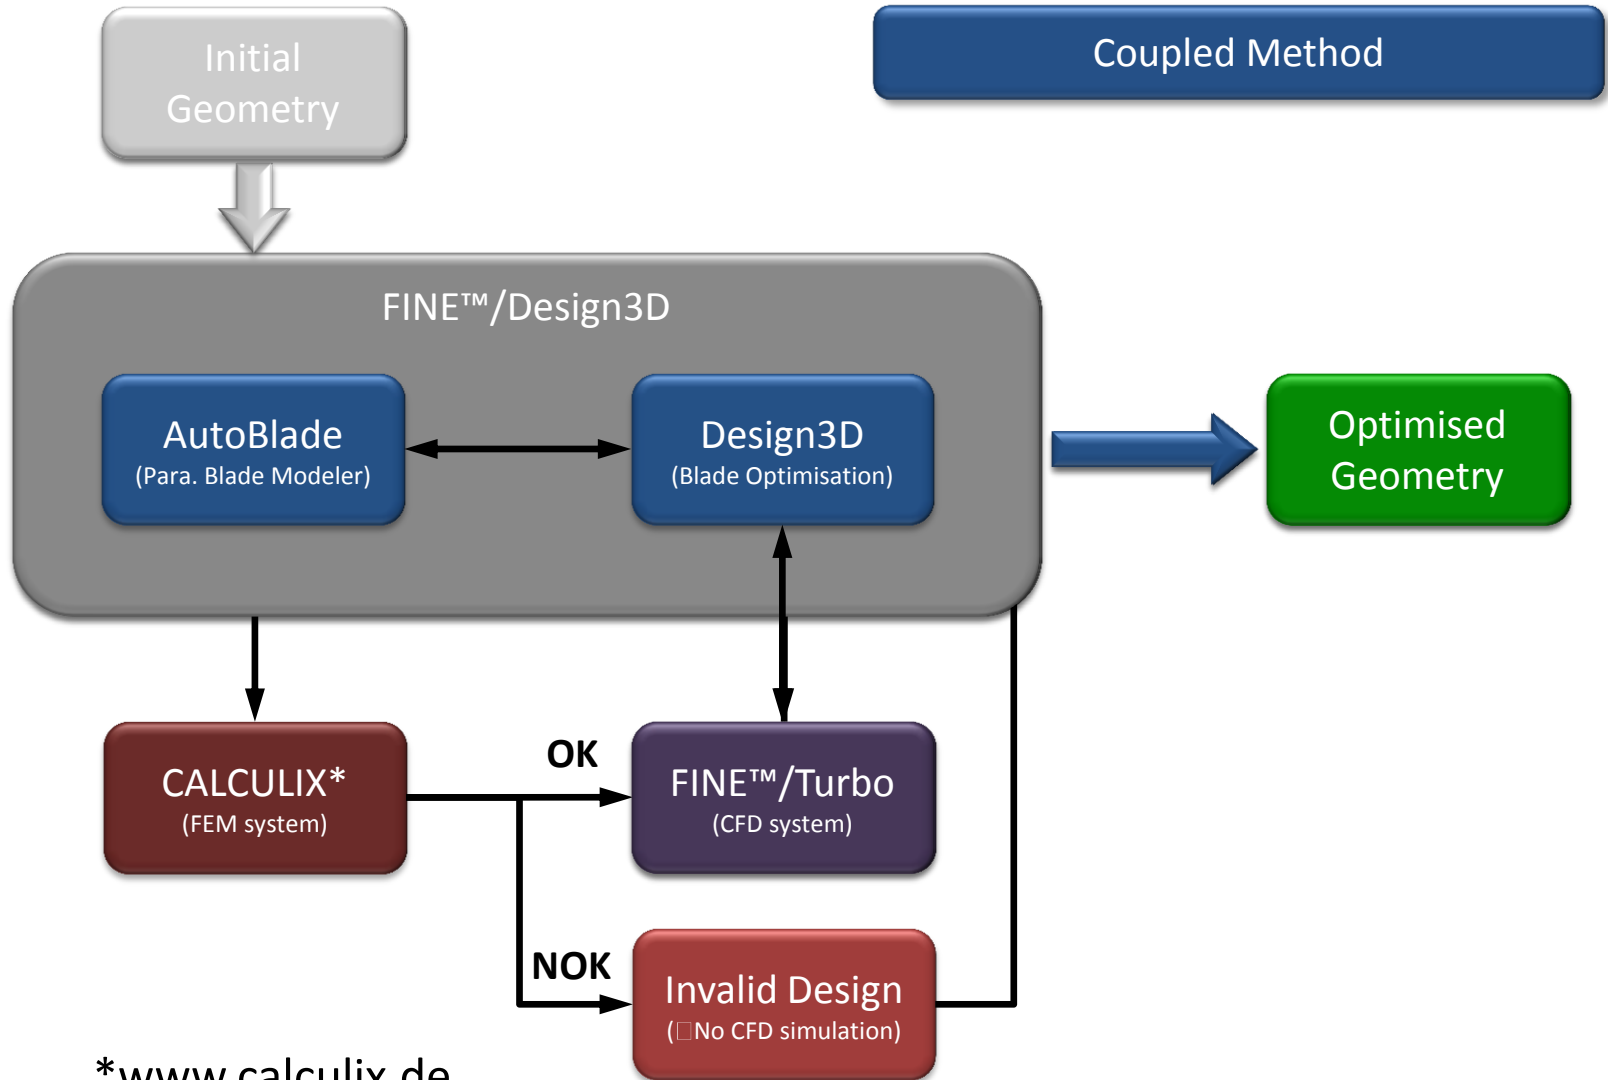 Initial
Geometry
Coupled Method
FINE™/Design3D
AutoBlade
(Para. Blade Modeler)
Design3D
(Blade Optimisation)
Optimised
Geometry
CALCULIX*
(FEM system)
OK
FINE™/Turbo
(CFD system)
NOK
Invalid Design
(□No CFD simulation)
*www.calculix.de